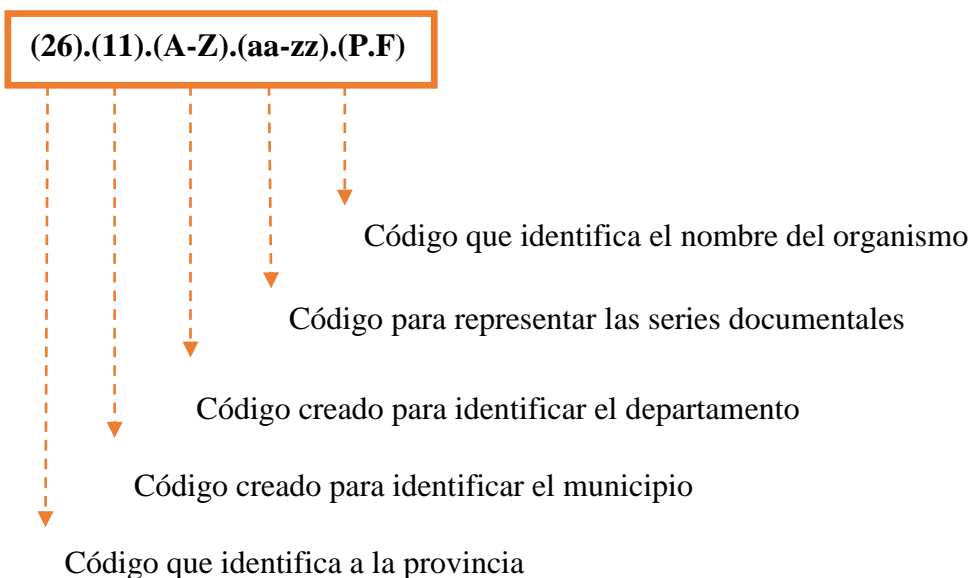 (26).(11).(A-Z).(aa-zz).(P.F)
Código que identifica el nombre del organismo
Código para representar las series documentales
Código creado para identificar el departamento
Código creado para identificar el municipio
Código que identifica a la provincia